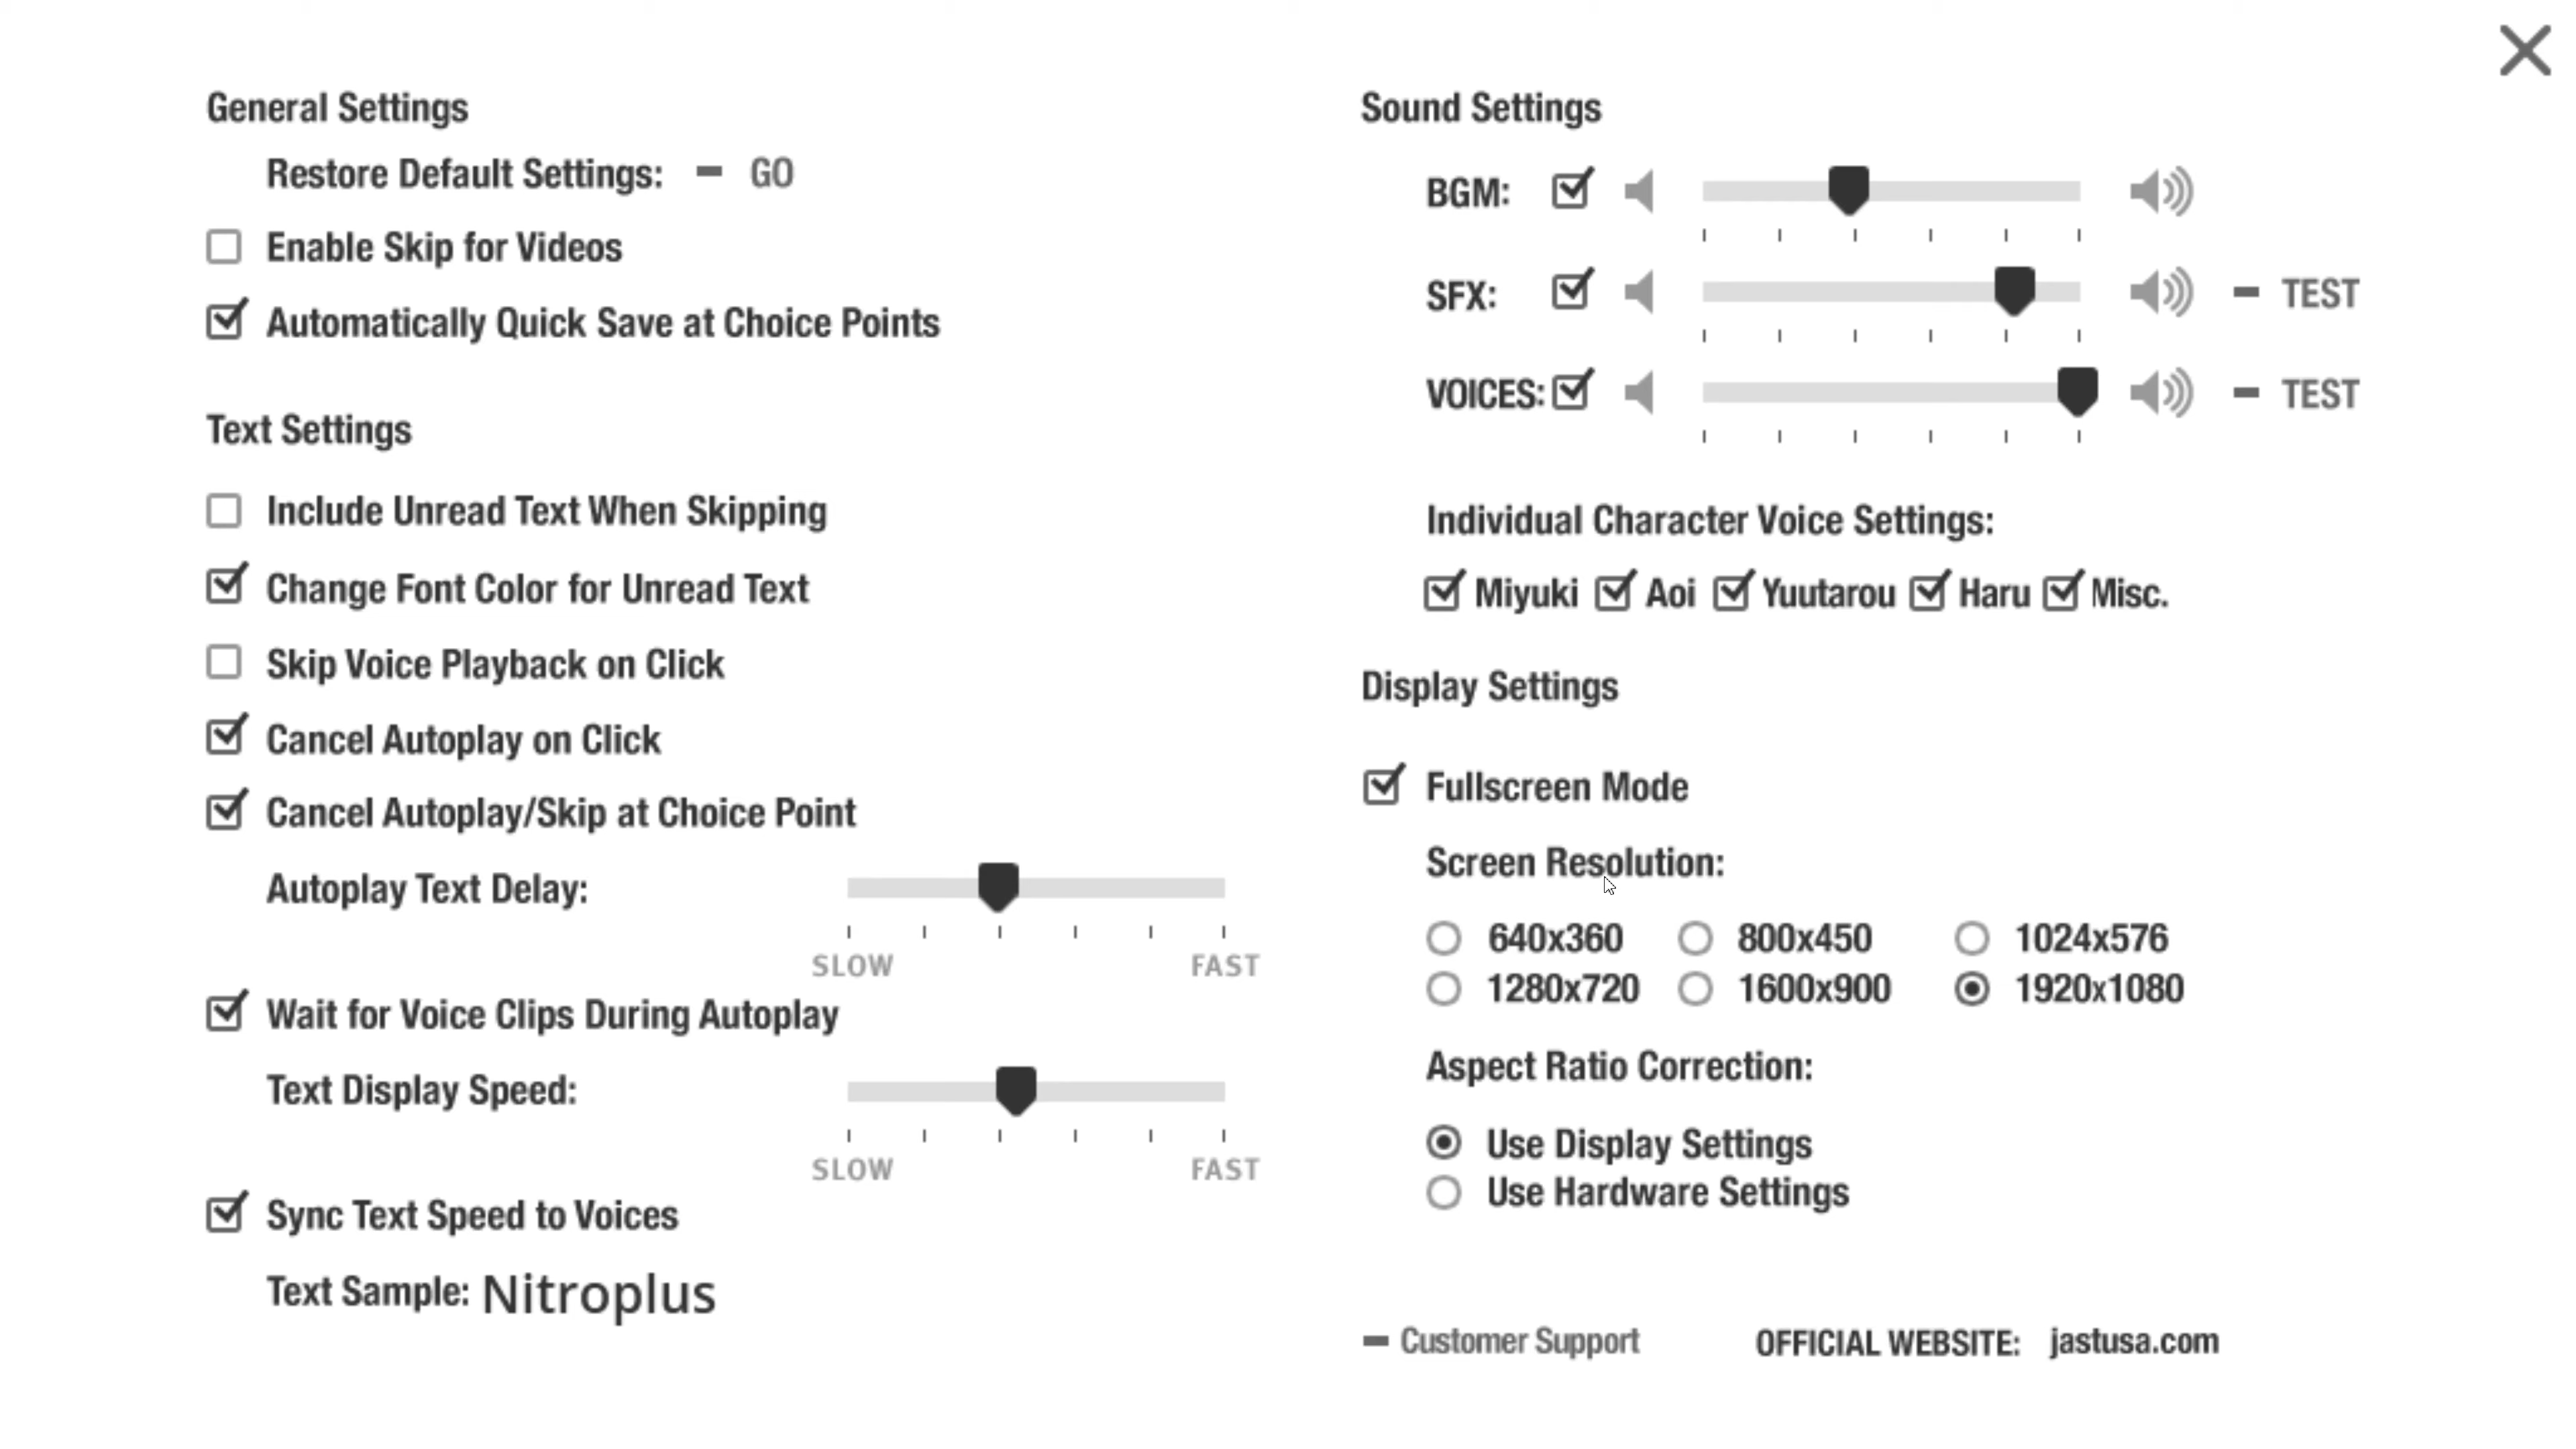 General Settings
Restore Default Settings: GO
Enable Skip for Videos
Automatically Quick Save at Choice Points
Text Settings
Include Unread Text When Skipping
Change Font Color for Unread Text
Skip Voice Playback on Click
Cancel Autoplay on Click
Cancel Autoplay/Skip at Choice Point
Autoplay Text Delay:
SLOW FAST
Wait for Voice Clips During Autoplay
Text Display Speed:
SLOW FAST
Sync Text Speed to Voices
Text Sample: Nitroplus
Sound Settings
BGM:
SFX: TEST
VOICES: TEST
Individual Character Voice Settings:
Miyuki Aoi Yuutarou Haru Misc.
Display Settings
Fullscreen Mode
Screen Resolution:
640x360 800x450 1024x576
1280x720 1600x900 1920x1080
Aspect Ratio Correction:
Use Display Settings
Use Hardware Settings
Customer Support OFFICIAL WEBSITE: jastusa.com